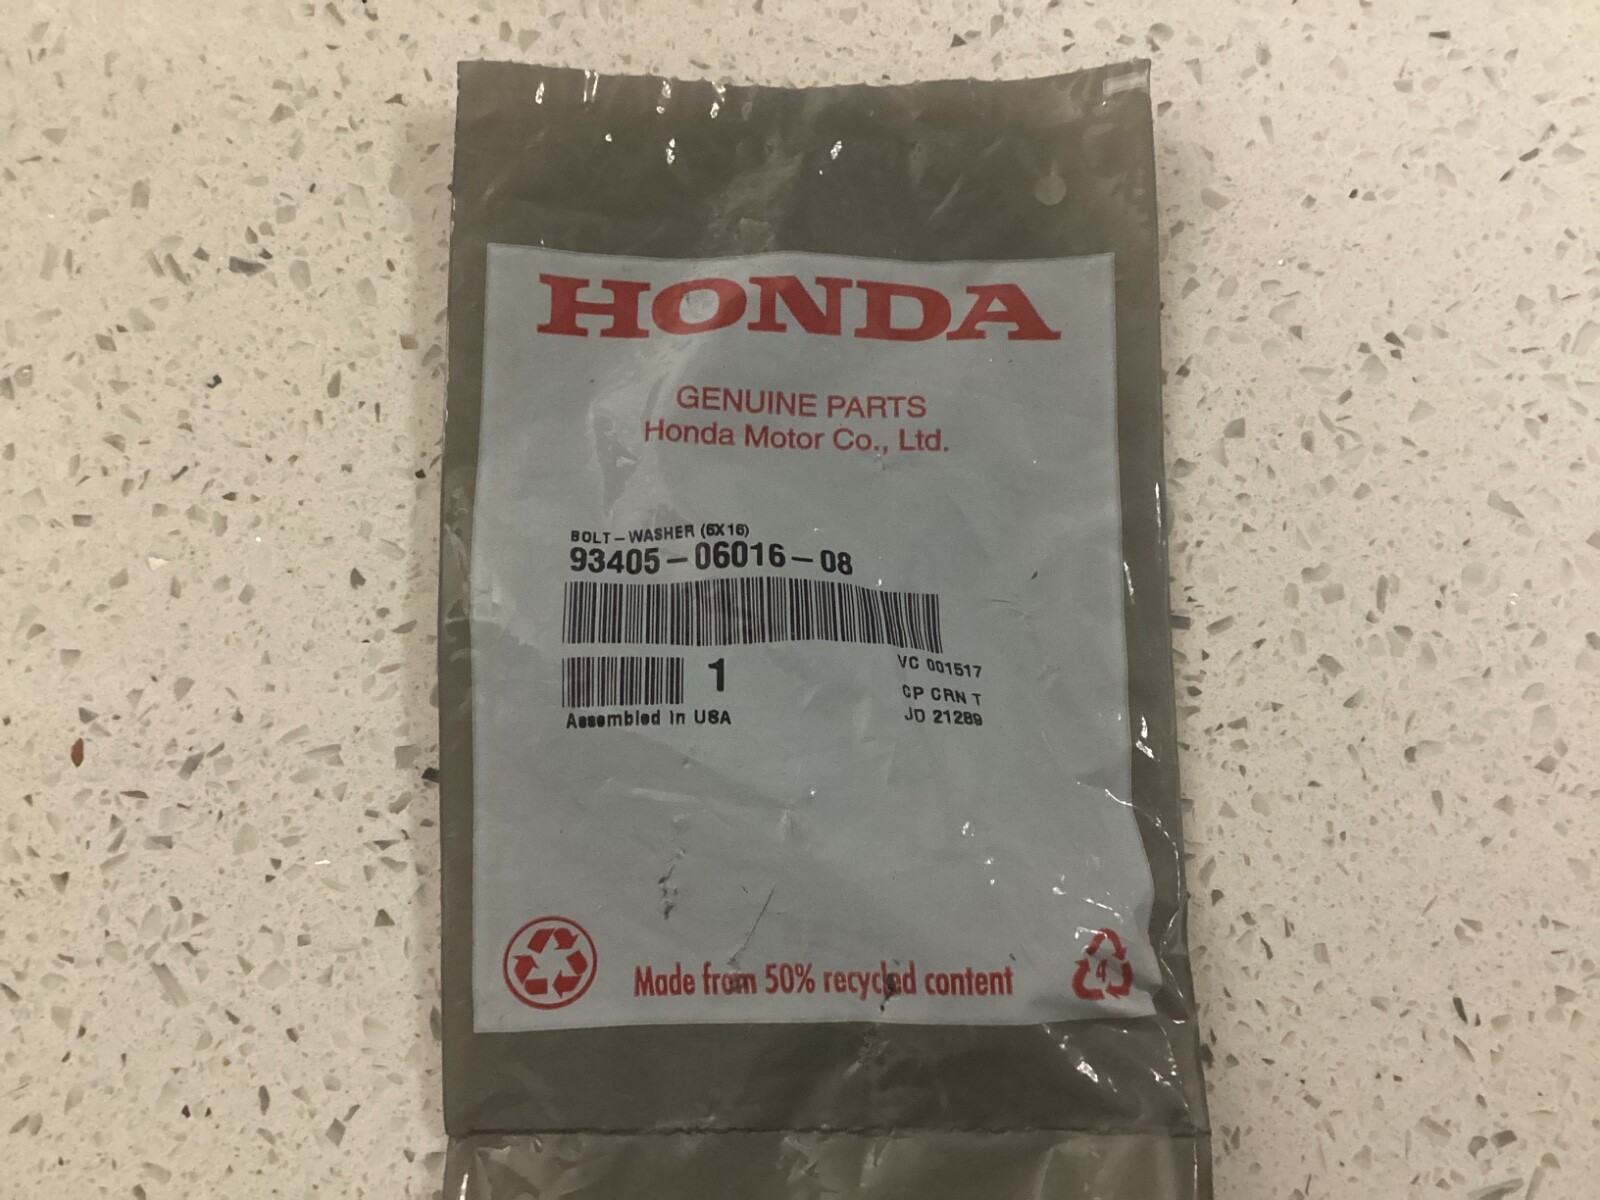 HONDA
GENUINE PARTS
Honda Motor Co., Ltd.
BOLT-WASHER (6X16)
93405-06016-08
1
VC 001517
CP CRN T
Assembled in USA
JD 21289
Made from 50% recycled content
4